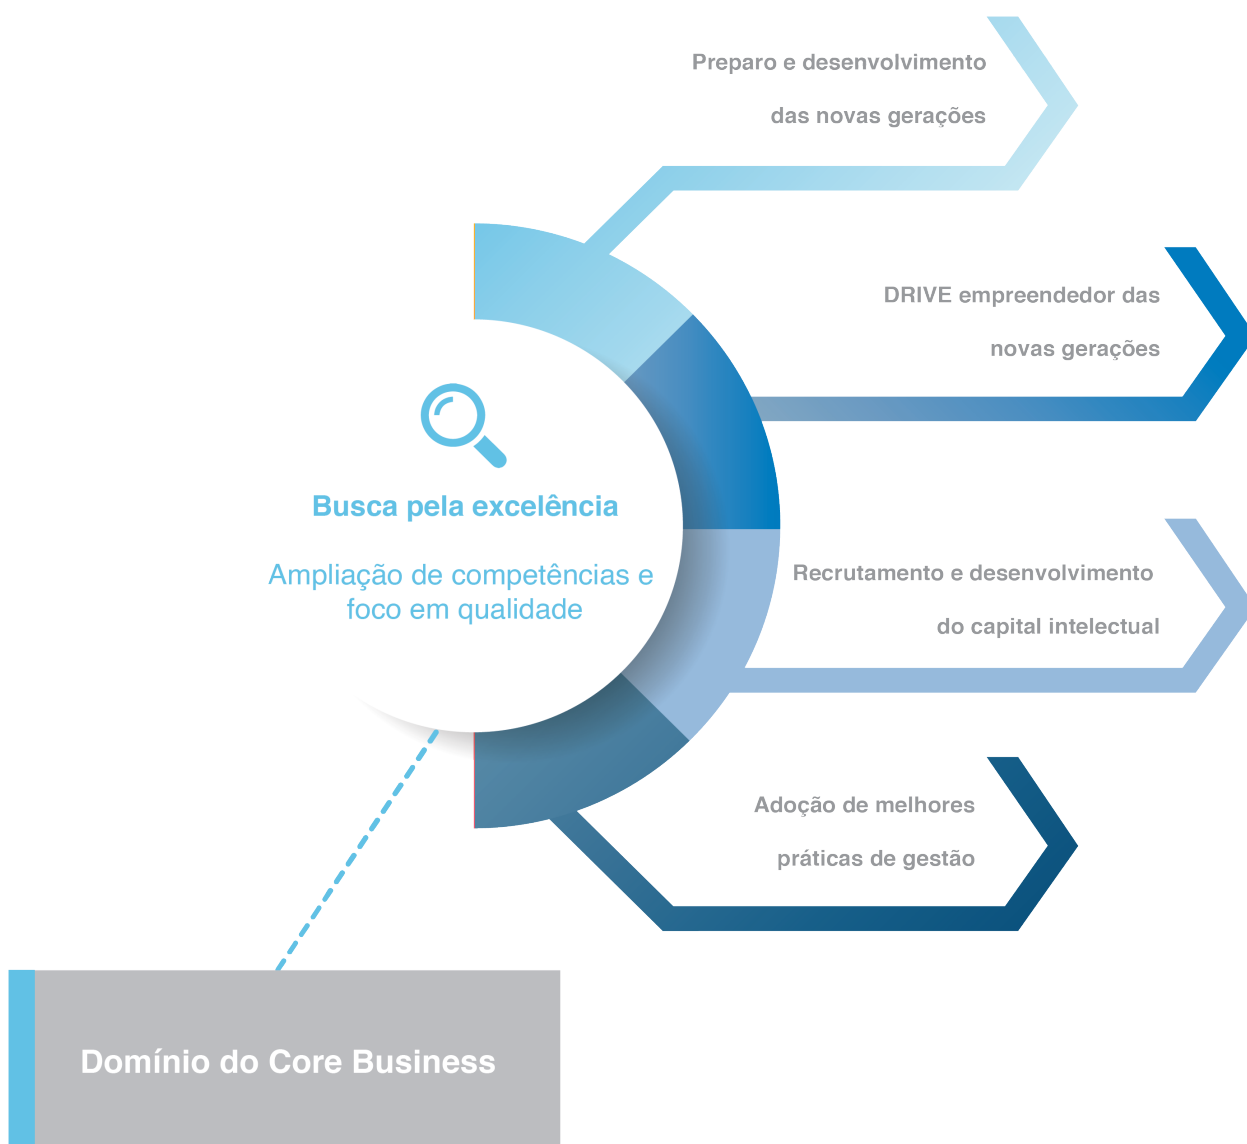 Preparo e desenvolvimento
das novas gerações
DRIVE empreendedor das
novas gerações
Busca pela excelência
Ampliação de competências e
foco em qualidade
Recrutamento e desenvolvimento
do capital intelectual
Adoção de melhores
práticas de gestão
Domínio do Core Business